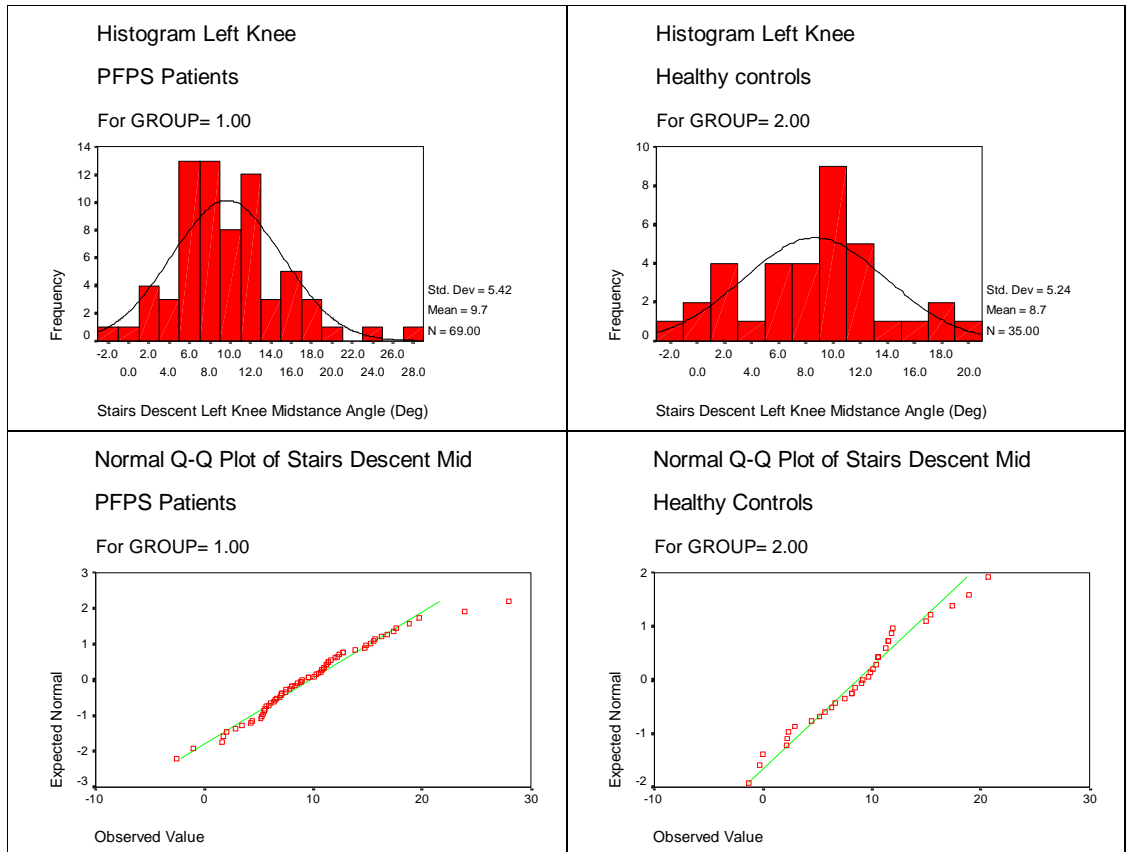 Histogram Left Knee
PFPS Patients
For GROUP= 1.00
14
12
10
8
6
4
2
0
Frequency
Std. Dev = 5.42
Mean = 9.7
N = 69.00
-2.0 2.0 6.0 10.0 14.0 18.0 22.0 26.0
0.0 4.0 8.0 12.0 16.0 20.0 24.0 28.0
Stairs Descent Left Knee Midstance Angle (Deg)
Histogram Left Knee
Healthy controls
For GROUP= 2.00
10
8
6
4
2
0
Frequency
Std. Dev = 5.24
Mean = 8.7
N = 35.00
-2.0 2.0 6.0 10.0 14.0 18.0
0.0 4.0 8.0 12.0 16.0 20.0
Stairs Descent Left Knee Midstance Angle (Deg)
Normal Q-Q Plot of Stairs Descent Mid
PFPS Patients
For GROUP= 1.00
3
2
1
0
-1
-2
-3
Expected Normal
-10 0 10 20 30
Observed Value
Normal Q-Q Plot of Stairs Descent Mid
Healthy Controls
For GROUP= 2.00
2
1
0
-1
-2
Expected Normal
-10 0 10 20 30
Observed Value